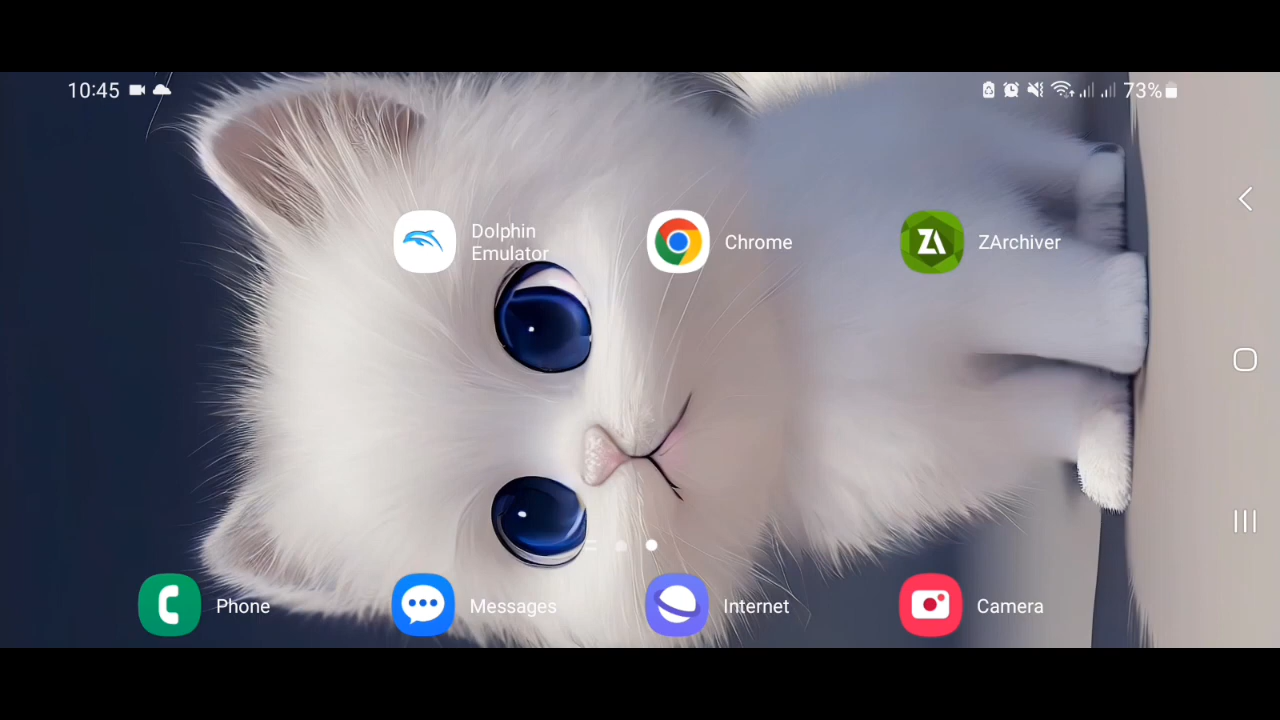 10:45
73%
Dolphin
Emulator
Chrome
ZArchiver
Phone
Messages
Internet
Camera